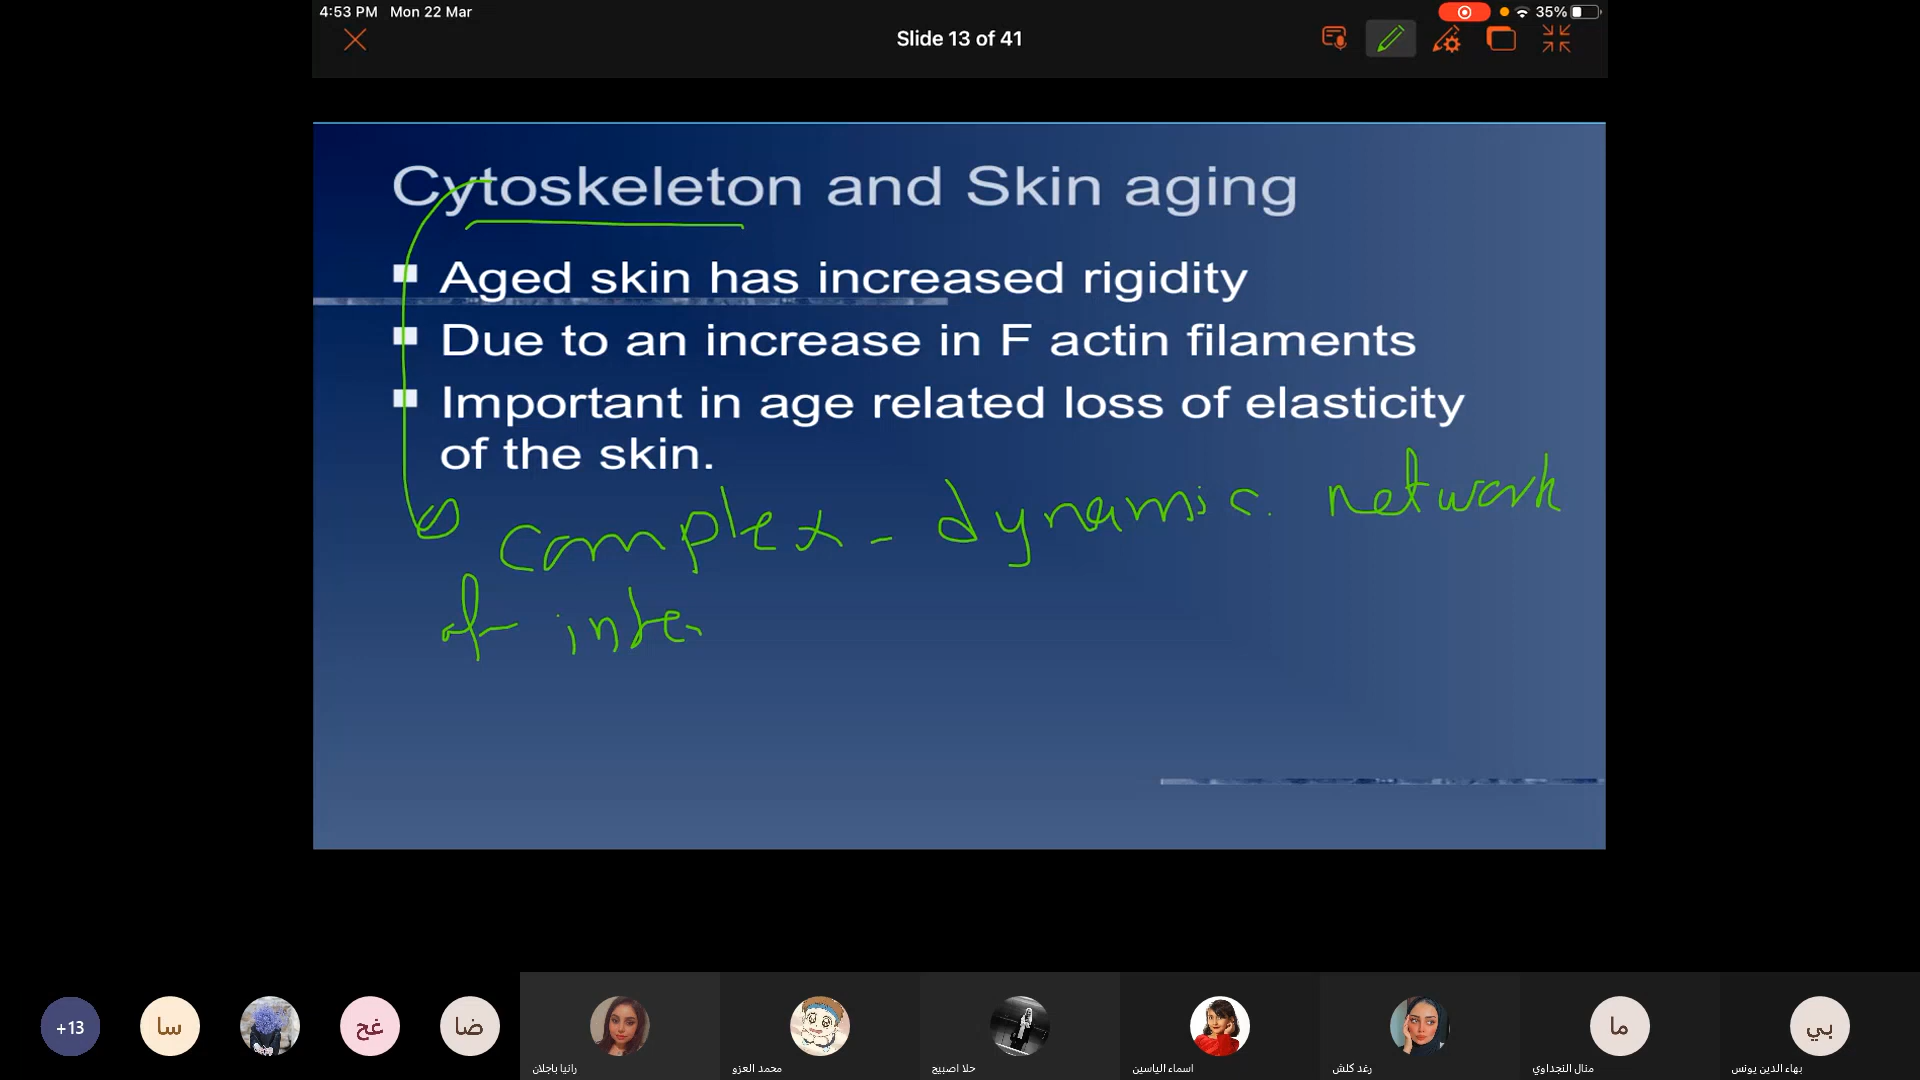 4:53 PM Mon 22 Mar
35%
Slide 13 of 41
Cytoskeleton and Skin aging
Aged skin has increased rigidity
Due to an increase in F actin filaments
Important in age related loss of elasticity
of the skin.
complex - dynamic. network
of inte
+13
سا
غح
ضا
ما
بي
رانيا باجلان
محمد العزو
حلا اصبيح
اسماء الياسين
رغد كلش
منال النجداوي
بهاء الدين يونس